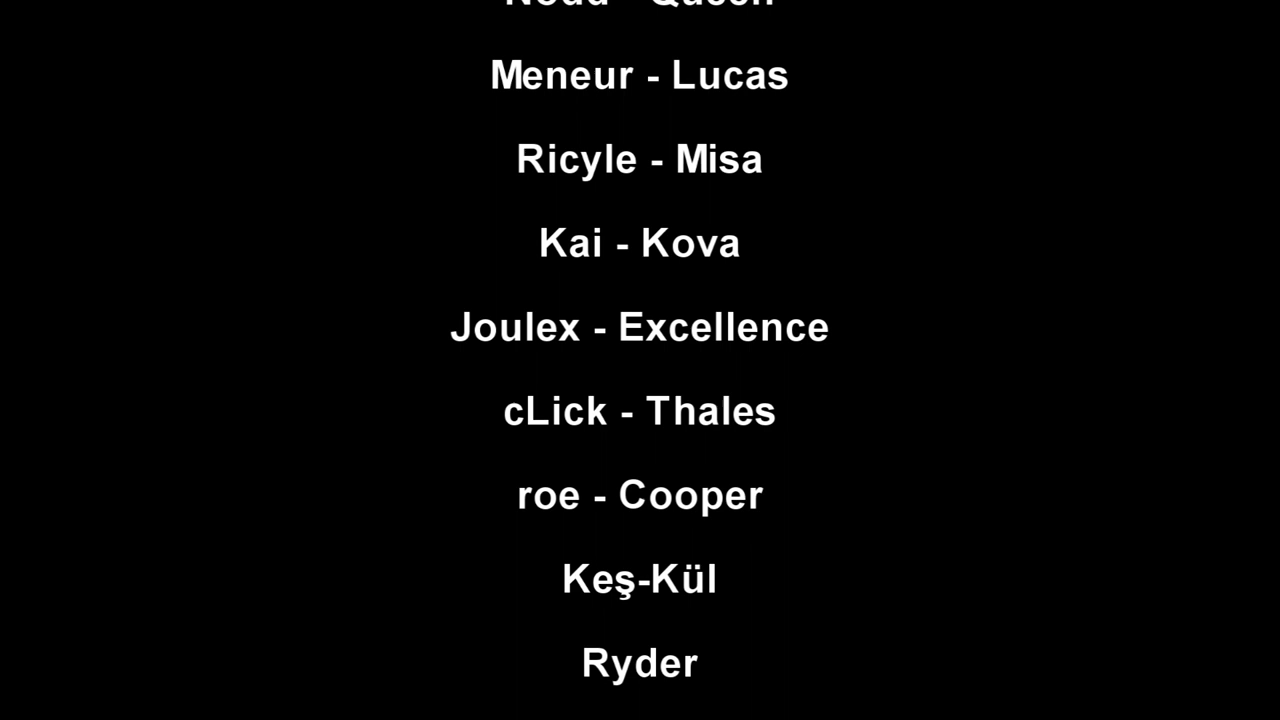 Meneur - Lucas
Ricyle - Misa
Kai - Kova
Joulex - Excellence
cLick - Thales
roe - Cooper
Keş-Kül
Ryder